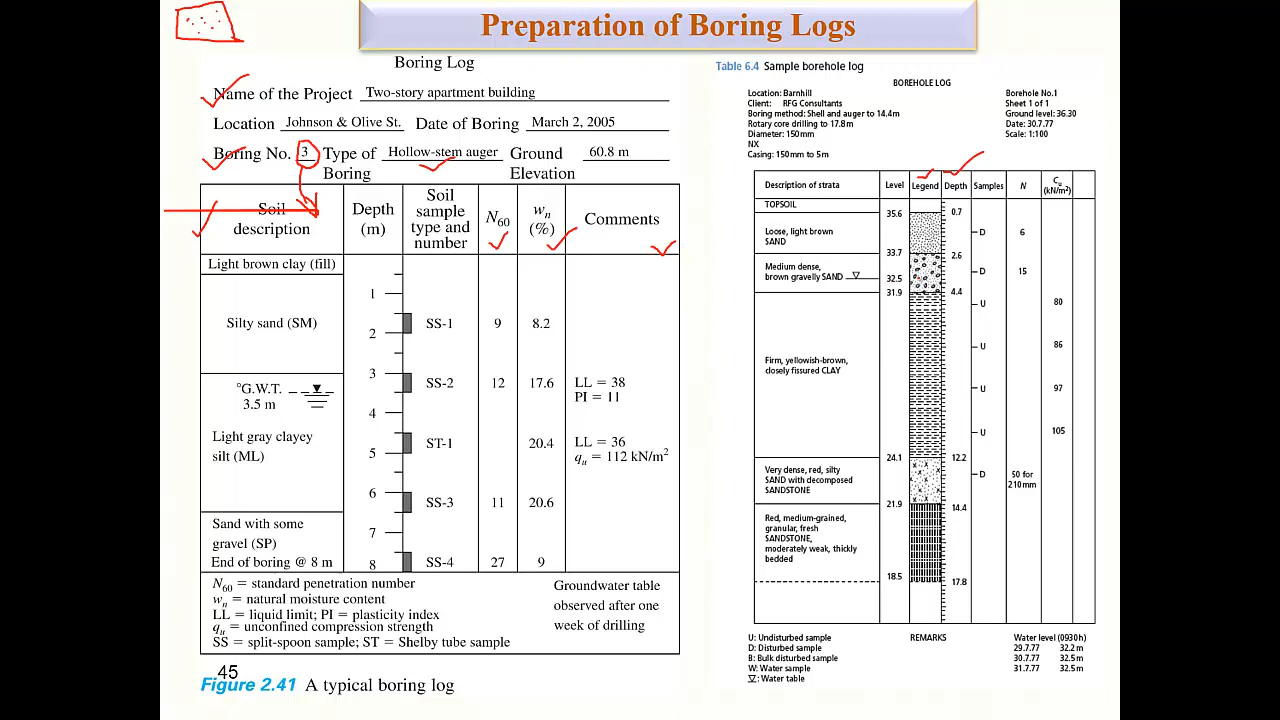 Preparation of Boring Logs
Boring Log
Name of the Project Two-story apartment building
Location Johnson & Olive St. Date of Boring March 2, 2005
Boring No. 3 Type of Boring Hollow-stem auger Ground Elevation 60.8 m
Soil description Depth (m) Soil sample type and number N60 wn (%) Comments
Light brown clay (fill)
1
Silty sand (SM) 2 SS-1 9 8.2
3 SS-2 12 17.6 LL = 38
°G.W.T. PI = 11
3.5 m
4
Light gray clayey ST-1 20.4 LL = 36
silt (ML) 5 qu = 112 kN/m2
6 SS-3 11 20.6
Sand with some
gravel (SP) 7
End of boring @ 8 m 8 SS-4 27 9
N60 = standard penetration number
wn = natural moisture content
LL = liquid limit; PI = plasticity index
qu = unconfined compression strength
SS = split-spoon sample; ST = Shelby tube sample
Groundwater table
observed after one
week of drilling
45
Figure 2.41 A typical boring log
Table 6.4 Sample borehole log
BOREHOLE LOG
Location: Barnhill
Client: RFG Consultants
Boring method: Shell and auger to 14.4m
Rotary core drilling to 17.8m
Diameter: 150mm
NX
Casing: 150mm to 5m
Borehole No.1
Sheet 1 of 1
Ground level: 36.30
Date: 30.7.77
Scale: 1:100
Description of strata Level Legend Depth Samples N Cu (kN/m2)
TOPSOIL
35.6 0.7
Loose, light brown
SAND D 6
33.7 2.6
Medium dense,
brown gravelly SAND 32.5 D 15
31.9 4.4
U 80
U 86
Firm, yellowish-brown,
closely fissured CLAY
U 97
U 105
24.1 12.2
Very dense, red, silty
SAND with decomposed
SANDSTONE
D 50 for
210mm
21.9 14.4
Red, medium-grained,
granular, fresh
SANDSTONE,
moderately weak, thickly
bedded
18.5 17.8
U: Undisturbed sample
D: Disturbed sample
B: Bulk disturbed sample
W: Water sample
: Water table
REMARKS
Water level (0930h)
29.7.77 32.2m
30.7.77 32.5m
31.7.77 32.5m